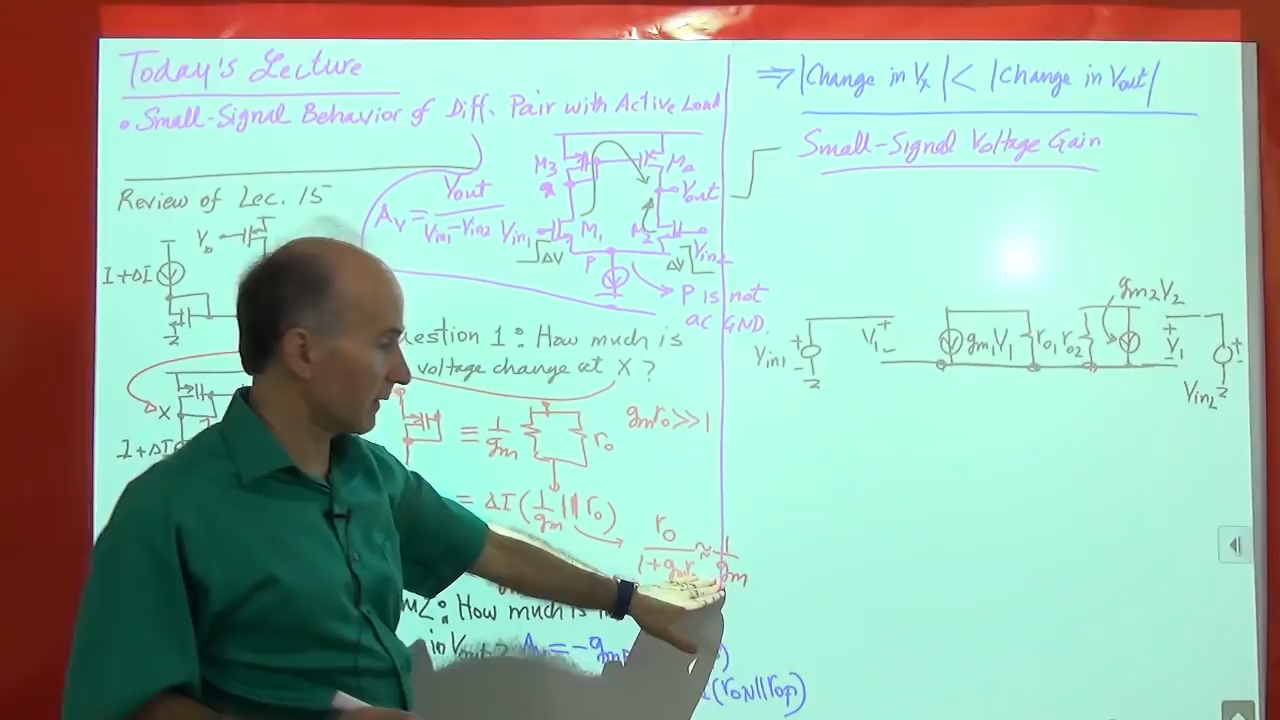 Today's Lecture
• Small-Signal Behavior of Diff. Pair with Active Load
Review of Lec. 15
Vb
I+ΔI
X
I+ΔI
AV = Vout / Vin1-Vin2
M3
M4
Vout
Vin1
M1
M2
Vin2
ΔV
P
ΔV
P is not
ac GND.
estion 1: How much is
voltage change at X?
≡ 1/gm
ro
gmro >> 1
= ΔI (1/gm || ro)
ro / 1+gmro ≈ 1/gm
2: How much is
in Vout?
(roN||roP)
⇒ |Change in Vx| < |Change in Vout|
Small-Signal Voltage Gain
gm2V2
Vin1
+
-
V1
+
-
gm1V1
ro1
ro2
+
V1
-
+
-
Vin2